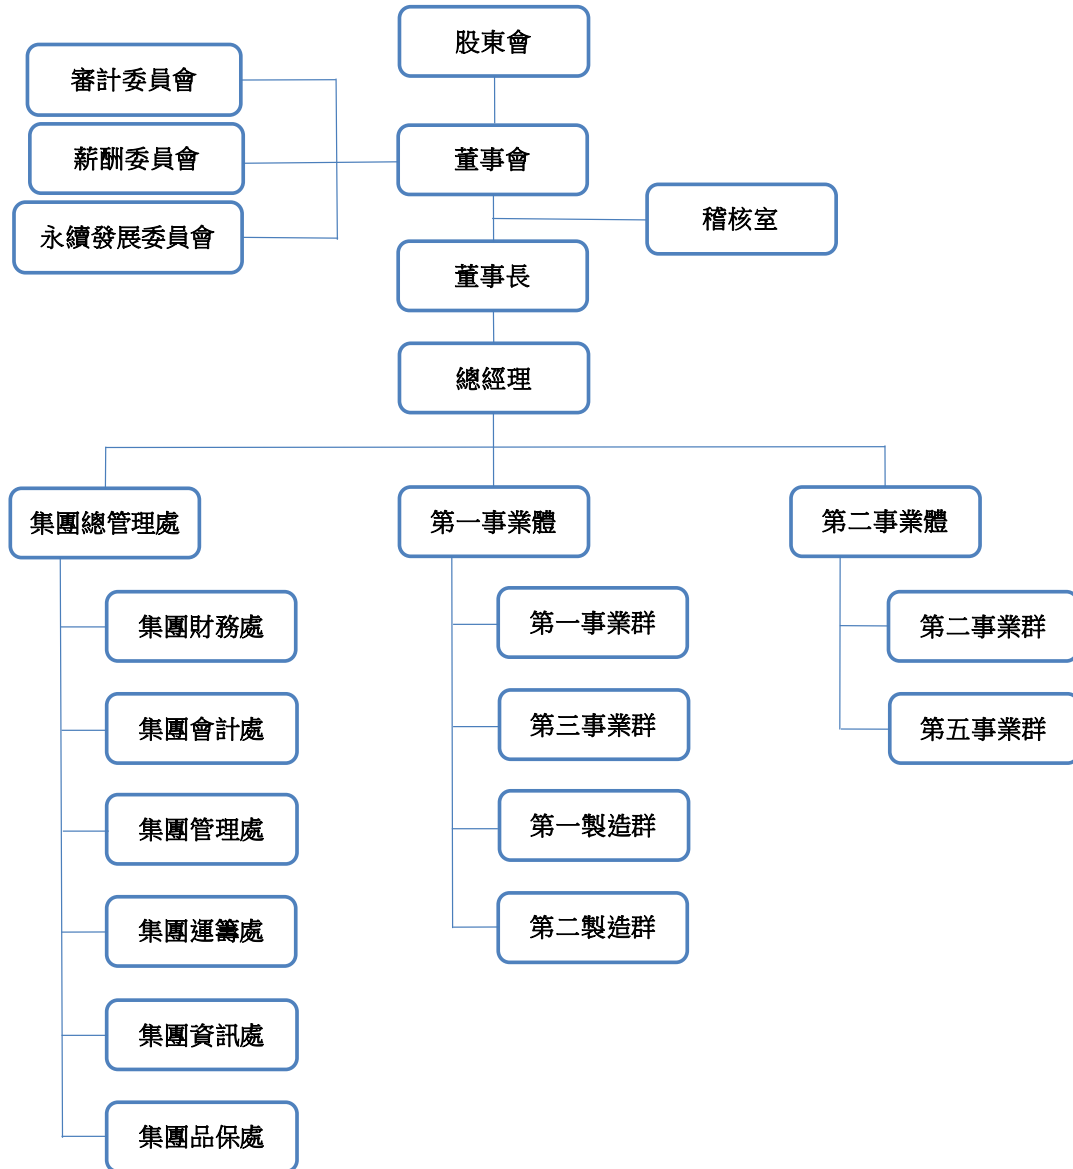 股東會
審計委員會
薪酬委員會
永續發展委員會
董事會
稽核室
董事長
總經理
集團總管理處
集團財務處
集團會計處
集團管理處
集團運籌處
集團資訊處
集團品保處
第一事業體
第一事業群
第三事業群
第一製造群
第二製造群
第二事業體
第二事業群
第五事業群